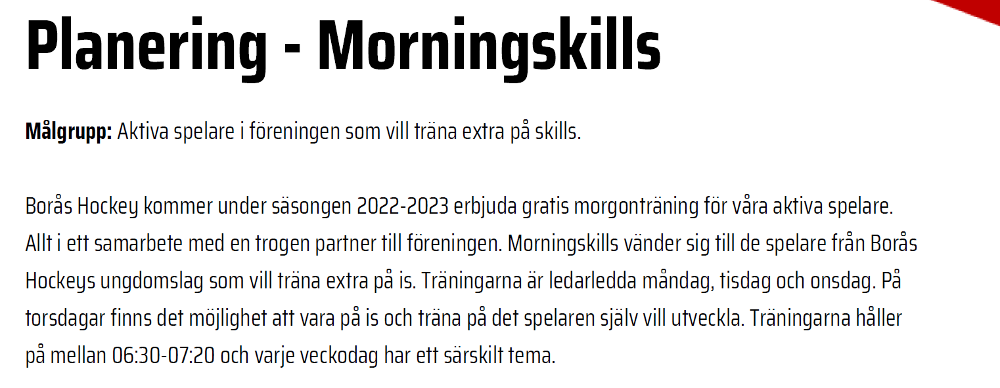 Planering - Morningskills
Målgrupp: Aktiva spelare i föreningen som vill träna extra på skills.
Borås Hockey kommer under säsongen 2022-2023 erbjuda gratis morgonträning för våra aktiva spelare.
Allt i ett samarbete med en trogen partner till föreningen. Morningskills vänder sig till de spelare från Borås
Hockeys ungdomslag som vill träna extra på is. Träningarna är ledarledda måndag, tisdag och onsdag. På
torsdagar finns det möjlighet att vara på is och träna på det spelaren själv vill utveckla. Träningarna håller
på mellan 06:30-07:20 och varje veckodag har ett särskilt tema.